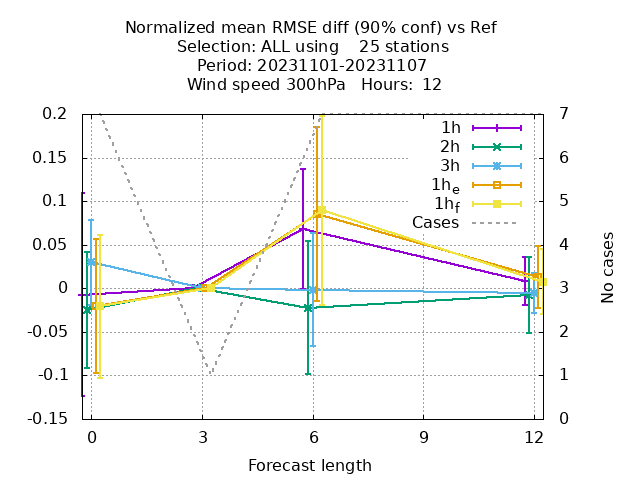 Normalized mean RMSE diff (90% conf) vs Ref
Selection: ALL using    25 stations
Period: 20231101-20231107
Wind speed 300hPa   Hours:  12
0.2
0.15
0.1
0.05
0
-0.05
-0.1
-0.15
7
6
5
4
3
2
1
0
1h
2h
3h
1he
1hf
Cases
No cases
0 3 6 9 12
Forecast length